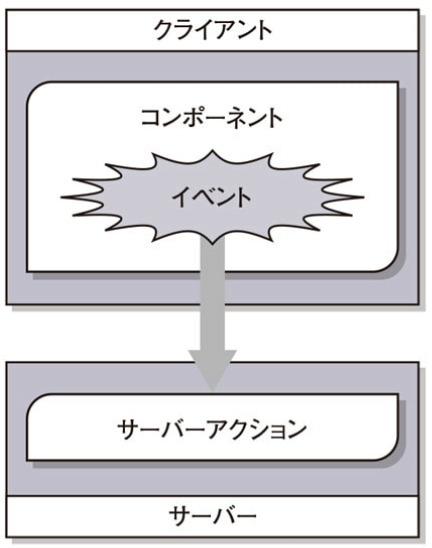 クライアント
コンポーネント
イベント
サーバーアクション
サーバー